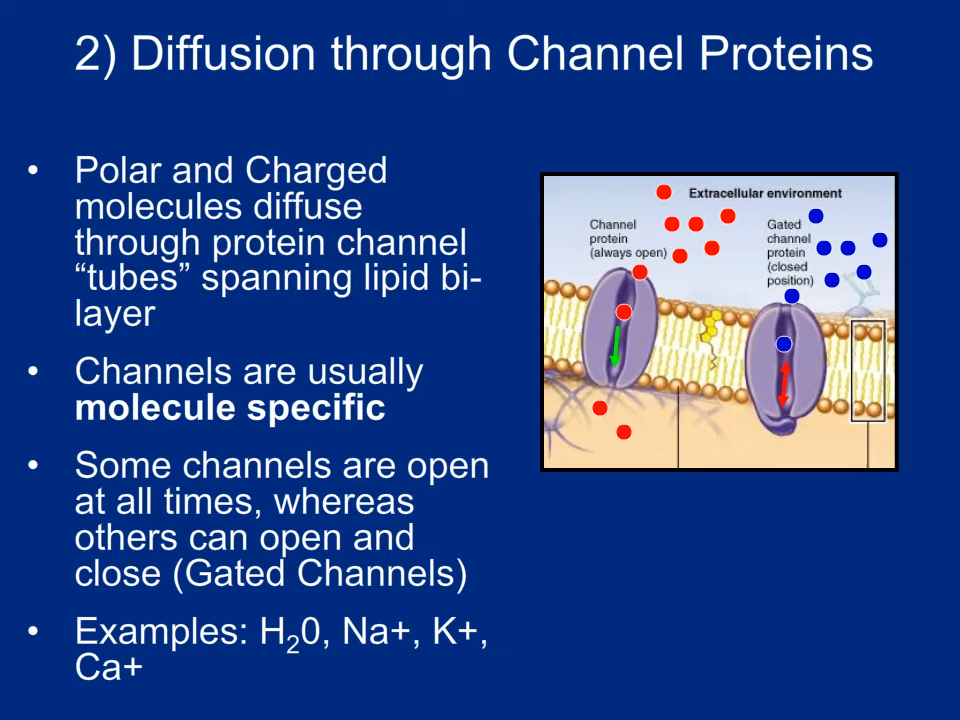 2) Diffusion through Channel Proteins
• Polar and Charged
molecules diffuse
through protein channel
“tubes” spanning lipid bi-
layer
• Channels are usually
molecule specific
• Some channels are open
at all times, whereas
others can open and
close (Gated Channels)
• Examples: H₂0, Na+, K+,
Ca+
Extracellular environment
Channel
protein
(always open)
Gated
channel
protein
(closed
position)